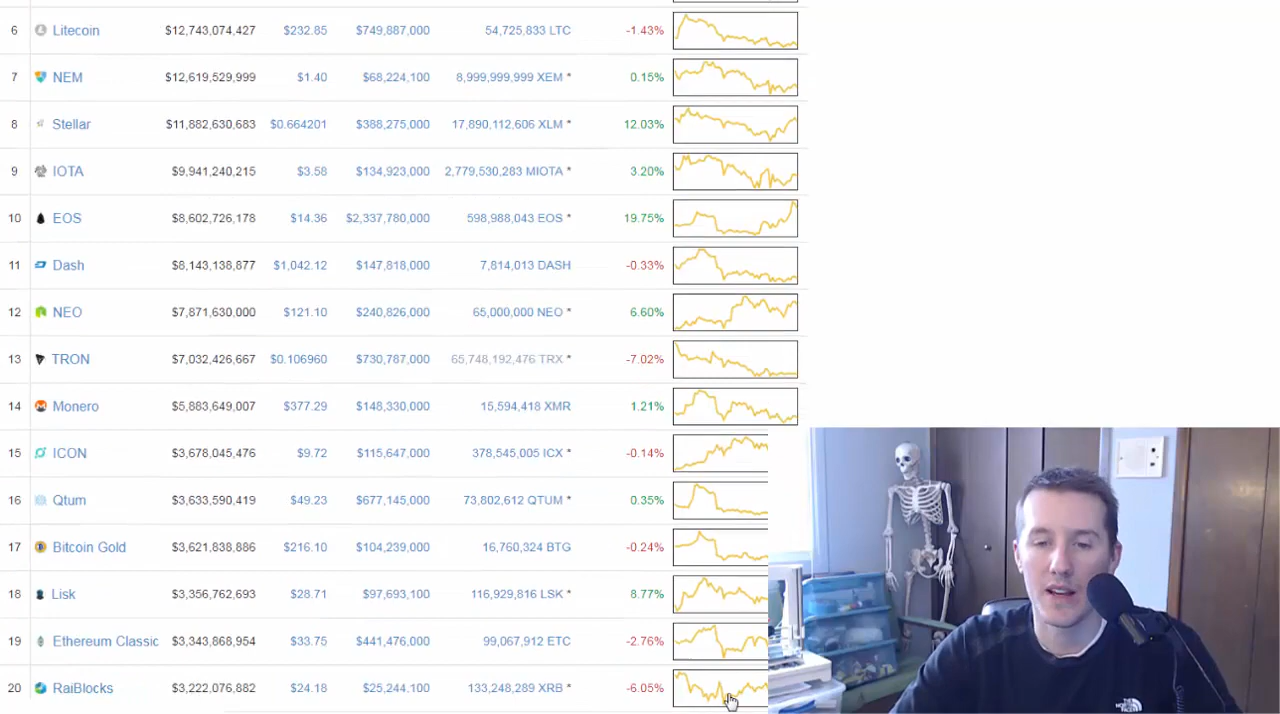 6 Litecoin $12,743,074,427 $232.85 $749,887,000 54,725,833 LTC -1.43%
7 NEM $12,619,529,999 $1.40 $68,224,100 8,999,999,999 XEM * 0.15%
8 Stellar $11,882,630,683 $0.664201 $388,275,000 17,890,112,606 XLM * 12.03%
9 IOTA $9,941,240,215 $3.58 $134,923,000 2,779,530,283 MIOTA * 3.20%
10 EOS $8,602,726,178 $14.36 $2,337,780,000 598,988,043 EOS * 19.75%
11 Dash $8,143,138,877 $1,042.12 $147,818,000 7,814,013 DASH -0.33%
12 NEO $7,871,630,000 $121.10 $240,826,000 65,000,000 NEO * 6.60%
13 TRON $7,032,426,667 $0.106960 $730,787,000 65,748,192,476 TRX * -7.02%
14 Monero $5,883,649,007 $377.29 $148,330,000 15,594,418 XMR 1.21%
15 ICON $3,678,045,476 $9.72 $115,647,000 378,545,005 ICX * -0.14%
16 Qtum $3,633,590,419 $49.23 $677,145,000 73,802,612 QTUM * 0.35%
17 Bitcoin Gold $3,621,838,886 $216.10 $104,239,000 16,760,324 BTG -0.24%
18 Lisk $3,356,762,693 $28.71 $97,693,100 116,929,816 LSK * 8.77%
19 Ethereum Classic $3,343,868,954 $33.75 $441,476,000 99,067,912 ETC -2.76%
20 RaiBlocks $3,222,076,882 $24.18 $25,244,100 133,248,289 XRB * -6.05%
THE
NORTH
FACE